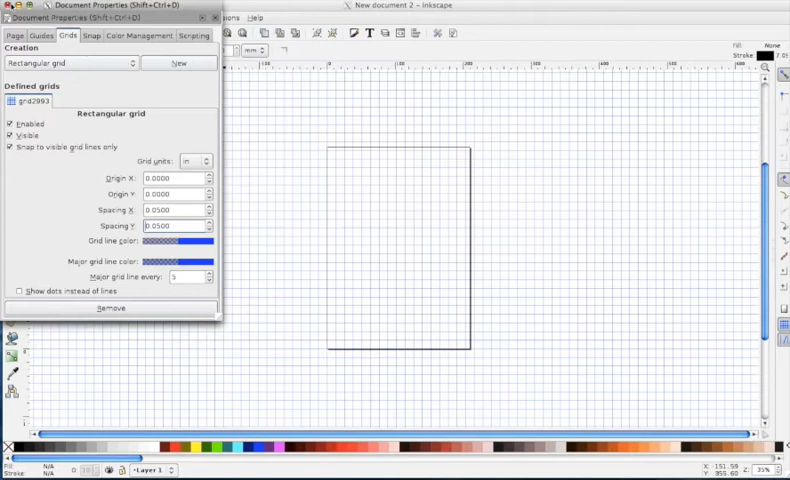 Document Properties (Shift+Ctrl+D)
New document 2 - Inkscape
Document Properties (Shift+Ctrl+D)
Help
Page Guides Grids Snap Color Management Scripting
mm
Fill: None
Stroke: 7.0
Creation
Rectangular grid New
Defined grids
grid2993
Rectangular grid
Enabled
Visible
Snap to visible grid lines only
Grid units: in
Origin X: 0.0000
Origin Y: 0.0000
Spacing X: 0.0500
Spacing Y: 0.0500
Grid line color:
Major grid line color:
Major grid line every: 5
Show dots instead of lines
Remove
Fill: N/A
Stroke: N/A
O:
Layer 1
X: -151.59
Y: 355.60
Z: 35%